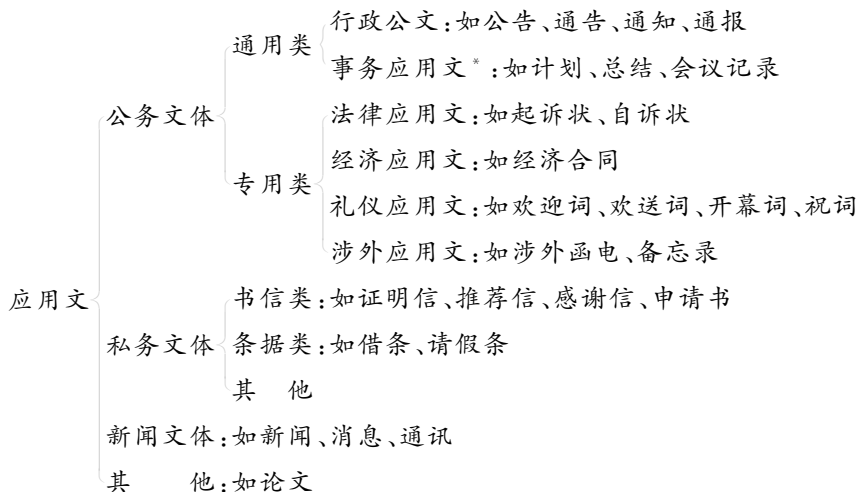 行政公文:如公告、通告、通知、通报
通用类
事务应用文*:如计划、总结、会议记录
公务文体
法律应用文:如起诉状、自诉状
经济应用文:如经济合同
专用类
礼仪应用文:如欢迎词、欢送词、开幕词、祝词
涉外应用文:如涉外函电、备忘录
应用文
书信类:如证明信、推荐信、感谢信、申请书
私务文体
条据类:如借条、请假条
其 他
新闻文体:如新闻、消息、通讯
其 他:如论文